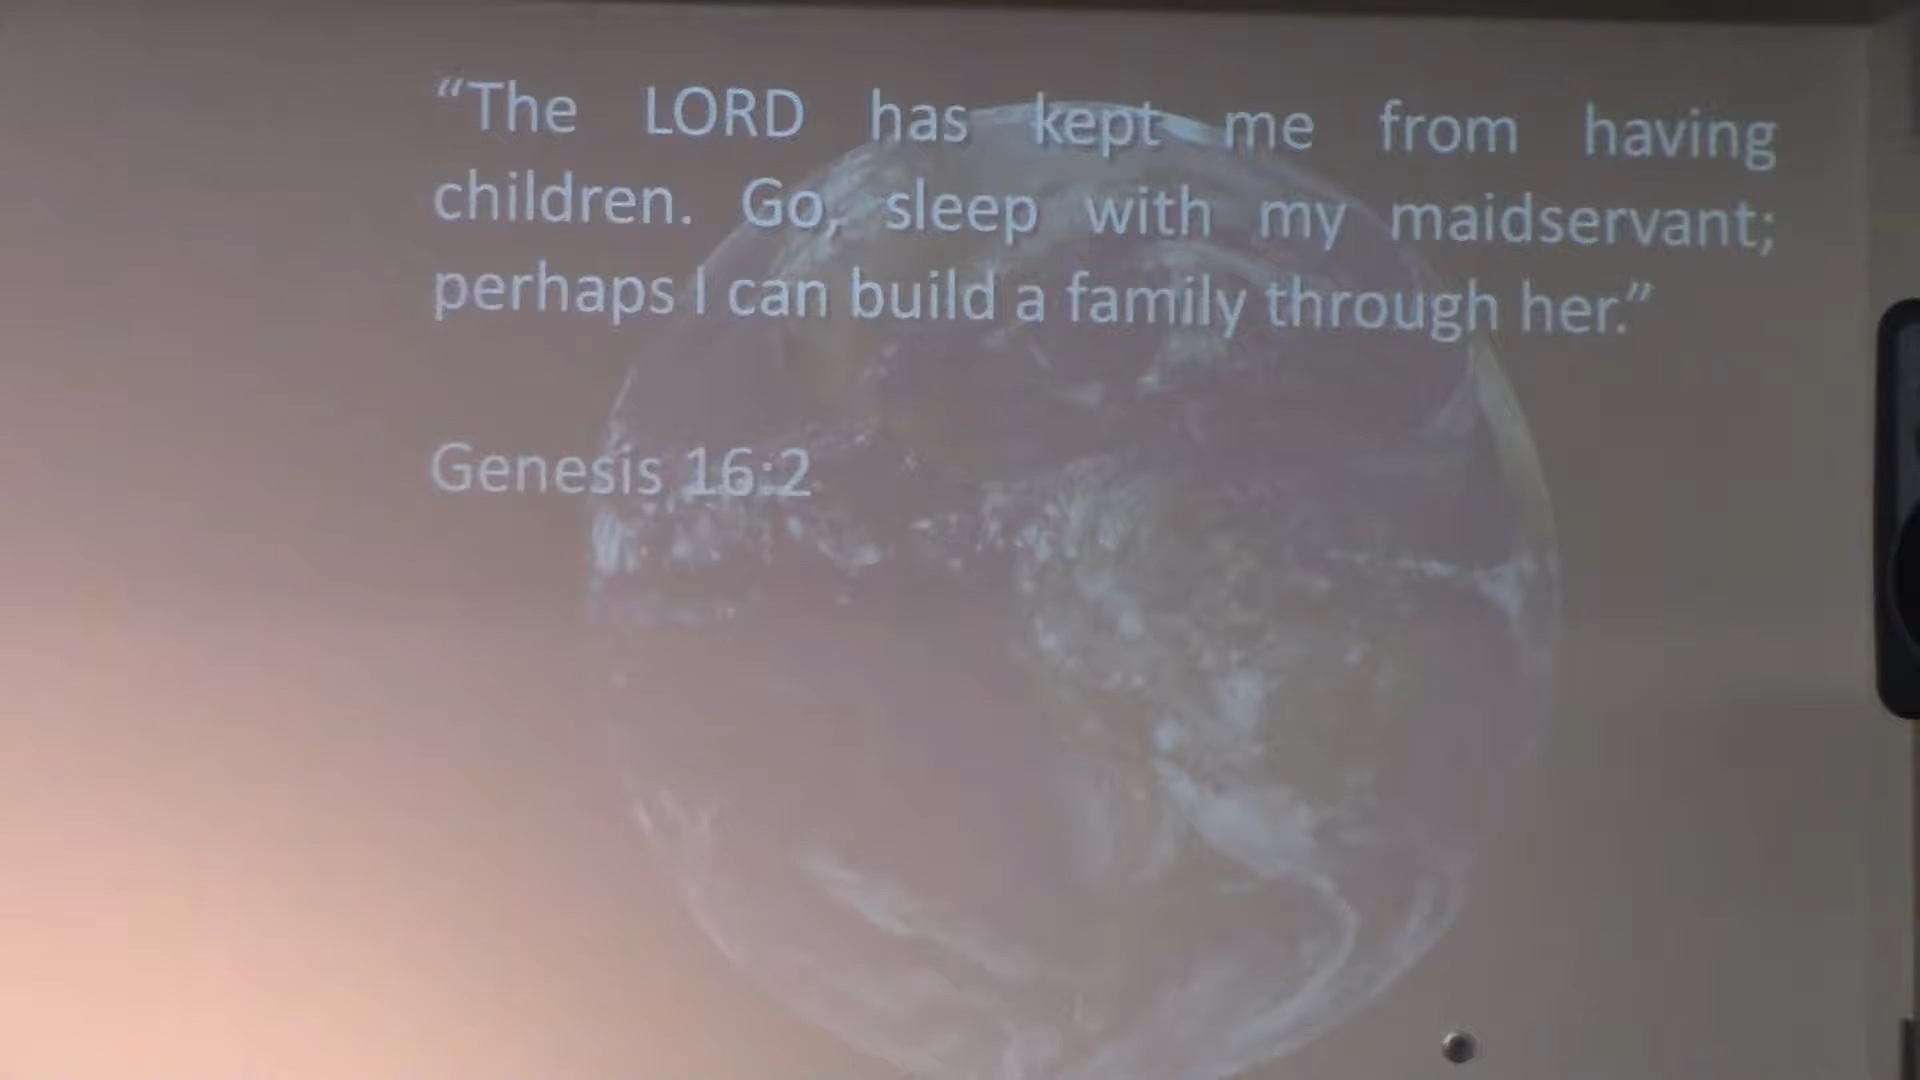 “The LORD has kept me from having
children. Go, sleep with my maidservant;
perhaps I can build a family through her.”
Genesis 16:2